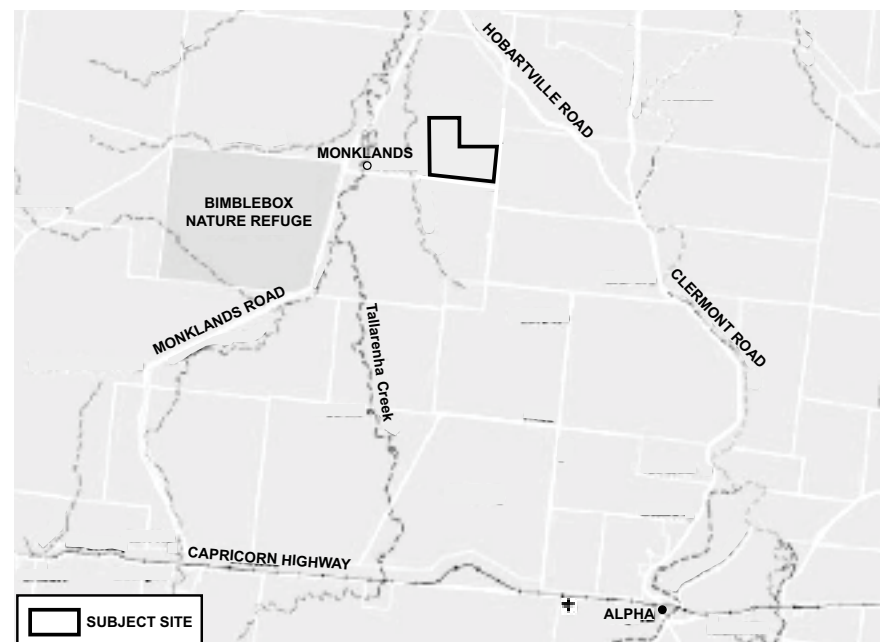 HOBARTVILLE ROAD
MONKLANDS
BIMBLEBOX
NATURE REFUGE
MONKLANDS ROAD
Tallarenha Creek
CLERMONT ROAD
CAPRICORN HIGHWAY
ALPHA
SUBJECT SITE